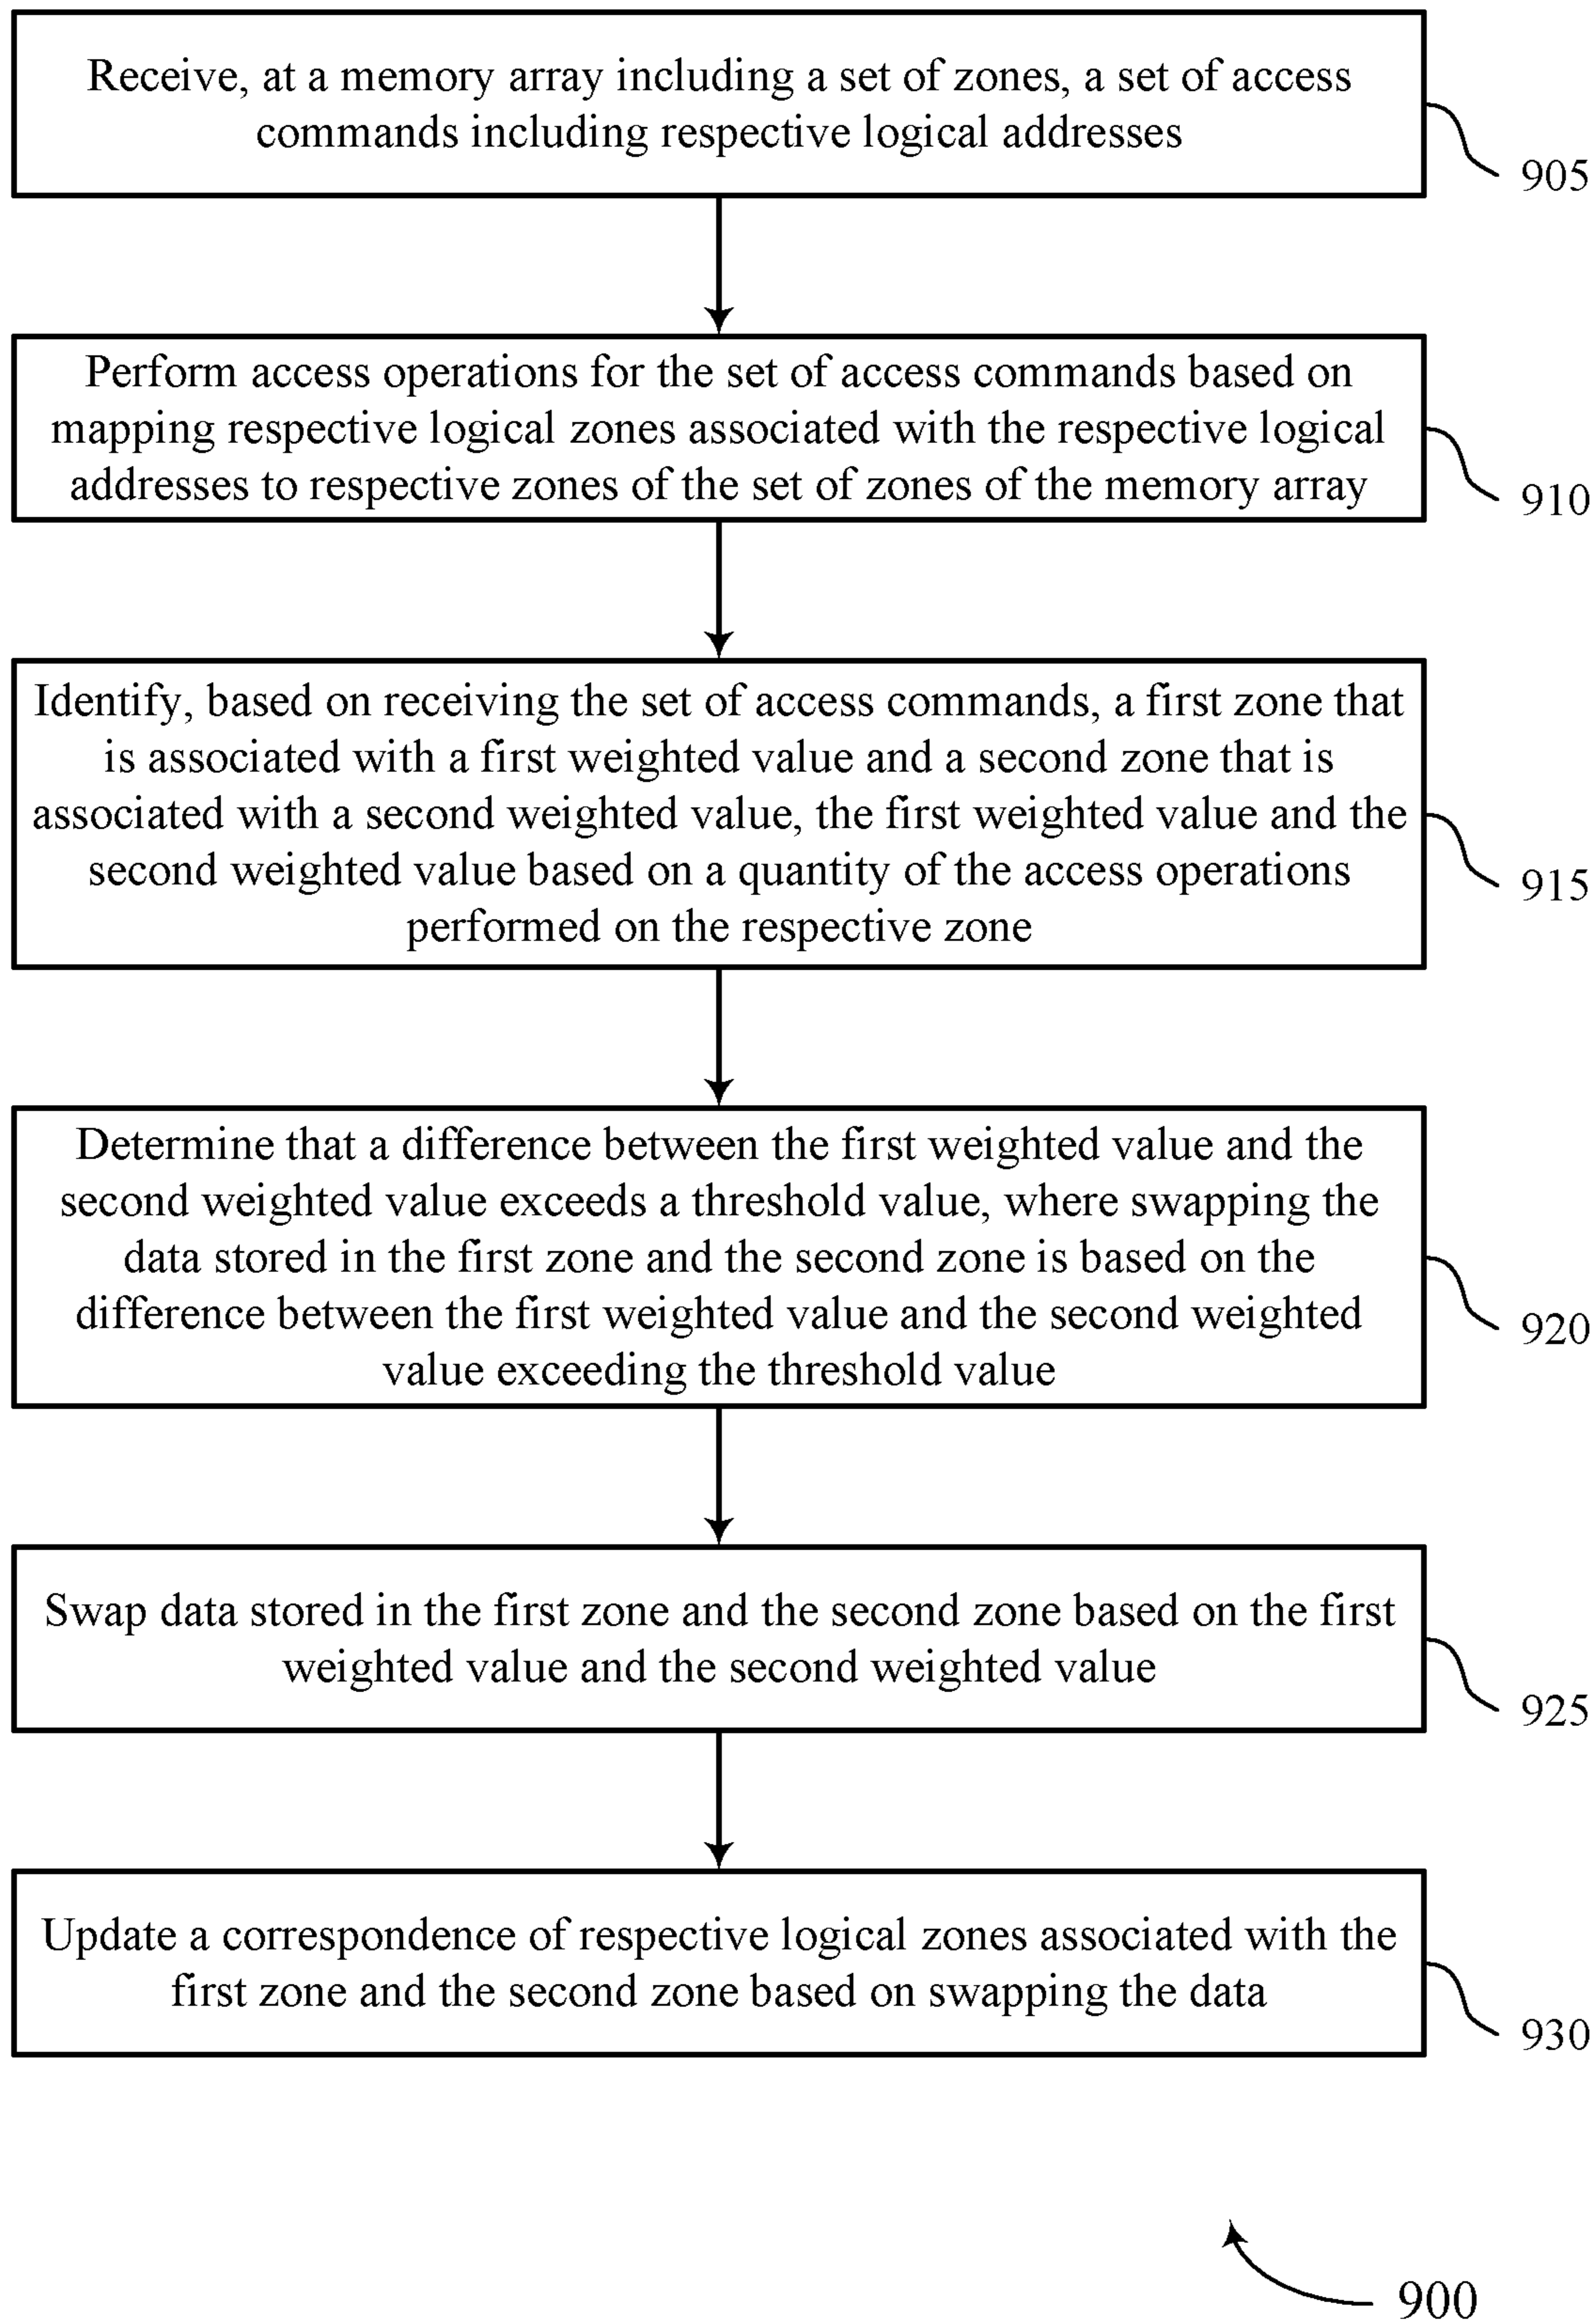 Receive, at a memory array including a set of zones, a set of access
commands including respective logical addresses
905
Perform access operations for the set of access commands based on
mapping respective logical zones associated with the respective logical
addresses to respective zones of the set of zones of the memory array
910
Identify, based on receiving the set of access commands, a first zone that
is associated with a first weighted value and a second zone that is
associated with a second weighted value, the first weighted value and the
second weighted value based on a quantity of the access operations
performed on the respective zone
915
Determine that a difference between the first weighted value and the
second weighted value exceeds a threshold value, where swapping the
data stored in the first zone and the second zone is based on the
difference between the first weighted value and the second weighted
value exceeding the threshold value
920
Swap data stored in the first zone and the second zone based on the first
weighted value and the second weighted value
925
Update a correspondence of respective logical zones associated with the
first zone and the second zone based on swapping the data
930
900